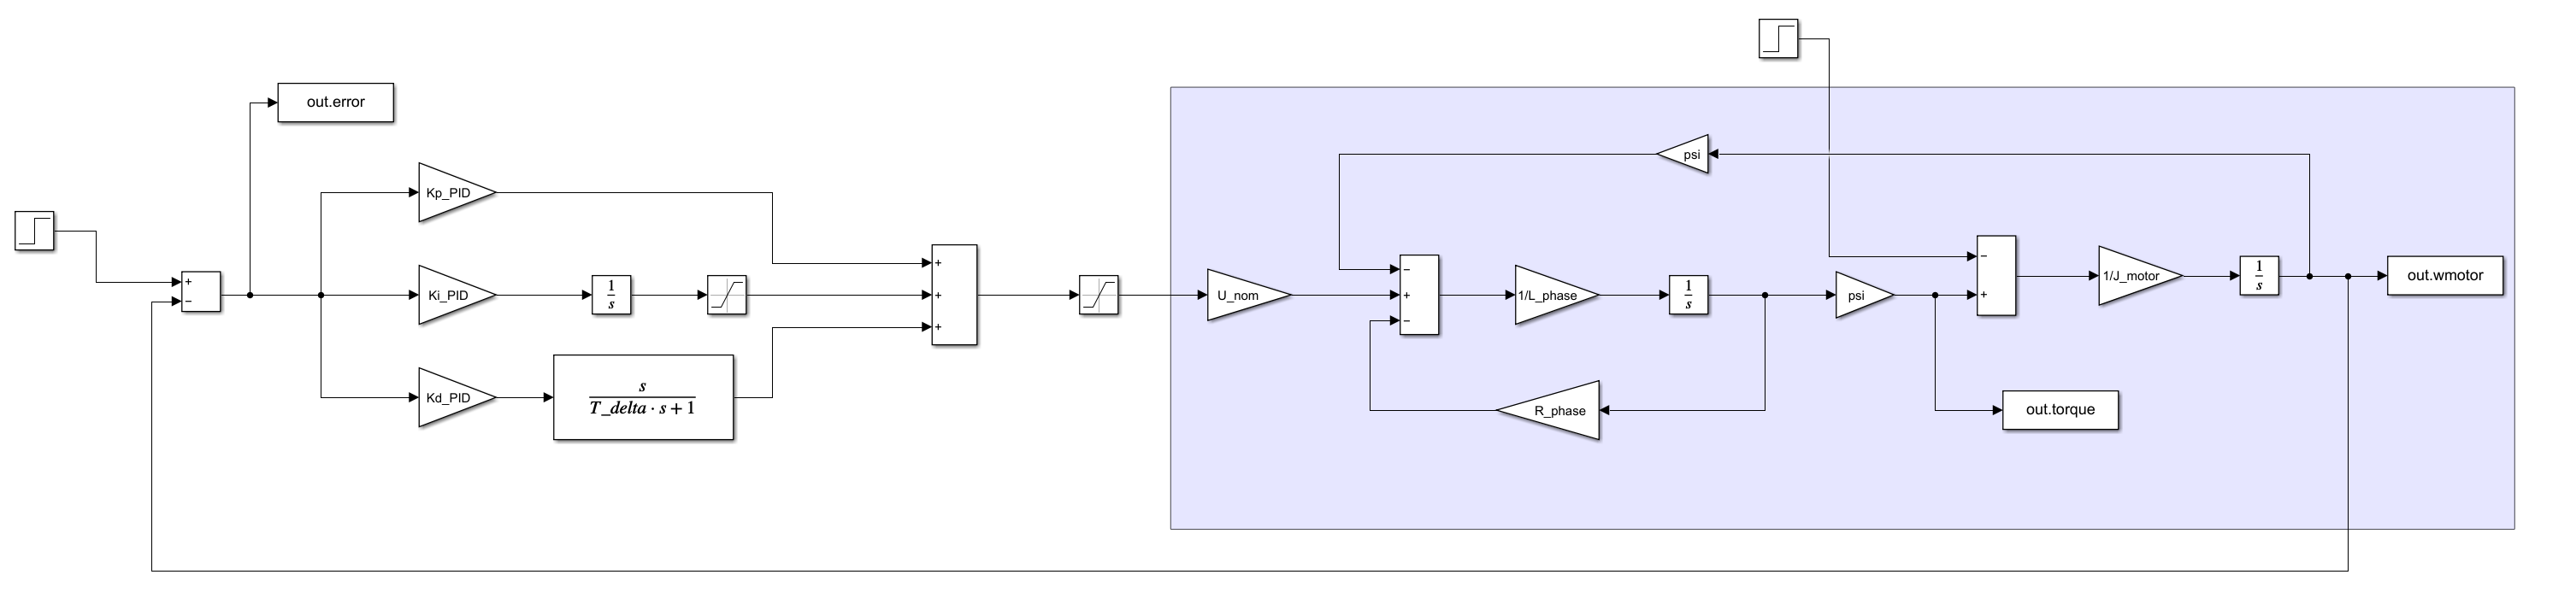 out.error
psi
Kp_PID
+
−
+
−
−
+
−
+
1/J_motor
1
s
out.wmotor
Ki_PID
1
s
+
U_nom
1/L_phase
1
s
psi
+
+
−
Kd_PID
s
T_delta · s + 1
R_phase
out.torque